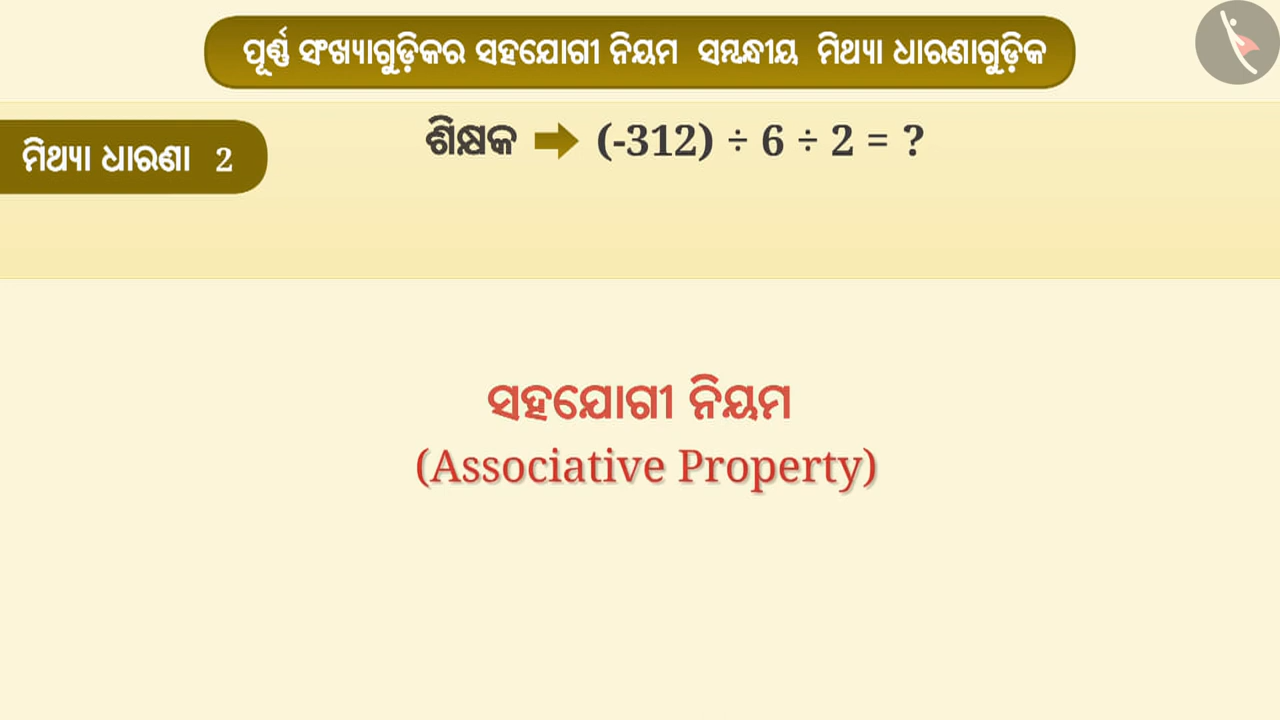 ପୂର୍ଣ୍ଣ ସଂଖ୍ୟାଗୁଡ଼ିକର ସହଯୋଗୀ ନିୟମ ସମ୍ବନ୍ଧୀୟ ମିଥ୍ୟା ଧାରଣାଗୁଡ଼ିକ
ମିଥ୍ୟା ଧାରଣା 2
ଶିକ୍ଷକ ➡ (-312) ÷ 6 ÷ 2 = ?
ସହଯୋଗୀ ନିୟମ
(Associative Property)